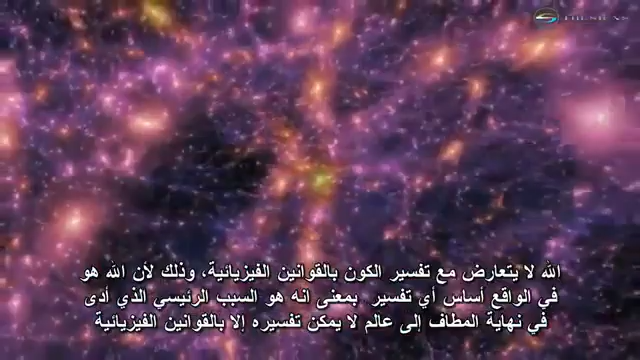 الله لا يتعارض مع تفسير الكون بالقوانين الفيزيائية، وذلك لأن الله هو
في الواقع أساس أي تفسير بمعنى انه هو السبب الرئيسي الذي أدى
في نهاية المطاف إلى عالم لا يمكن تفسيره إلا بالقوانين الفيزيائية